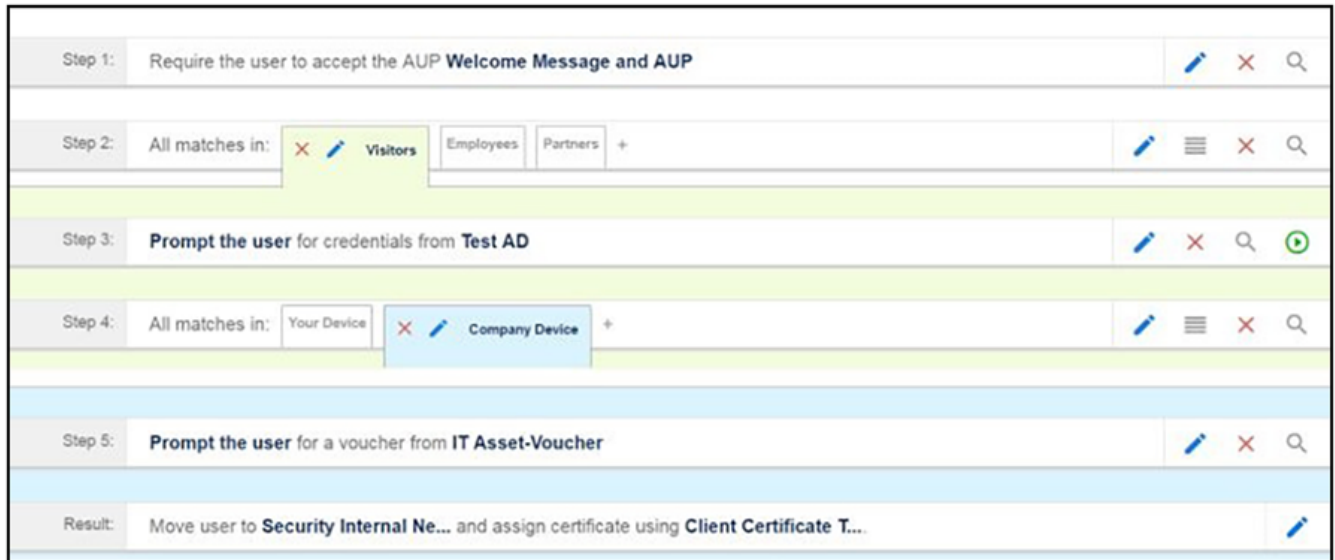 Step 1: Require the user to accept the AUP Welcome Message and AUP
Step 2: All matches in: Visitors Employees Partners +
Step 3: Prompt the user for credentials from Test AD
Step 4: All matches in: Your Device Company Device +
Step 5: Prompt the user for a voucher from IT Asset-Voucher
Result: Move user to Security Internal Ne... and assign certificate using Client Certificate T....